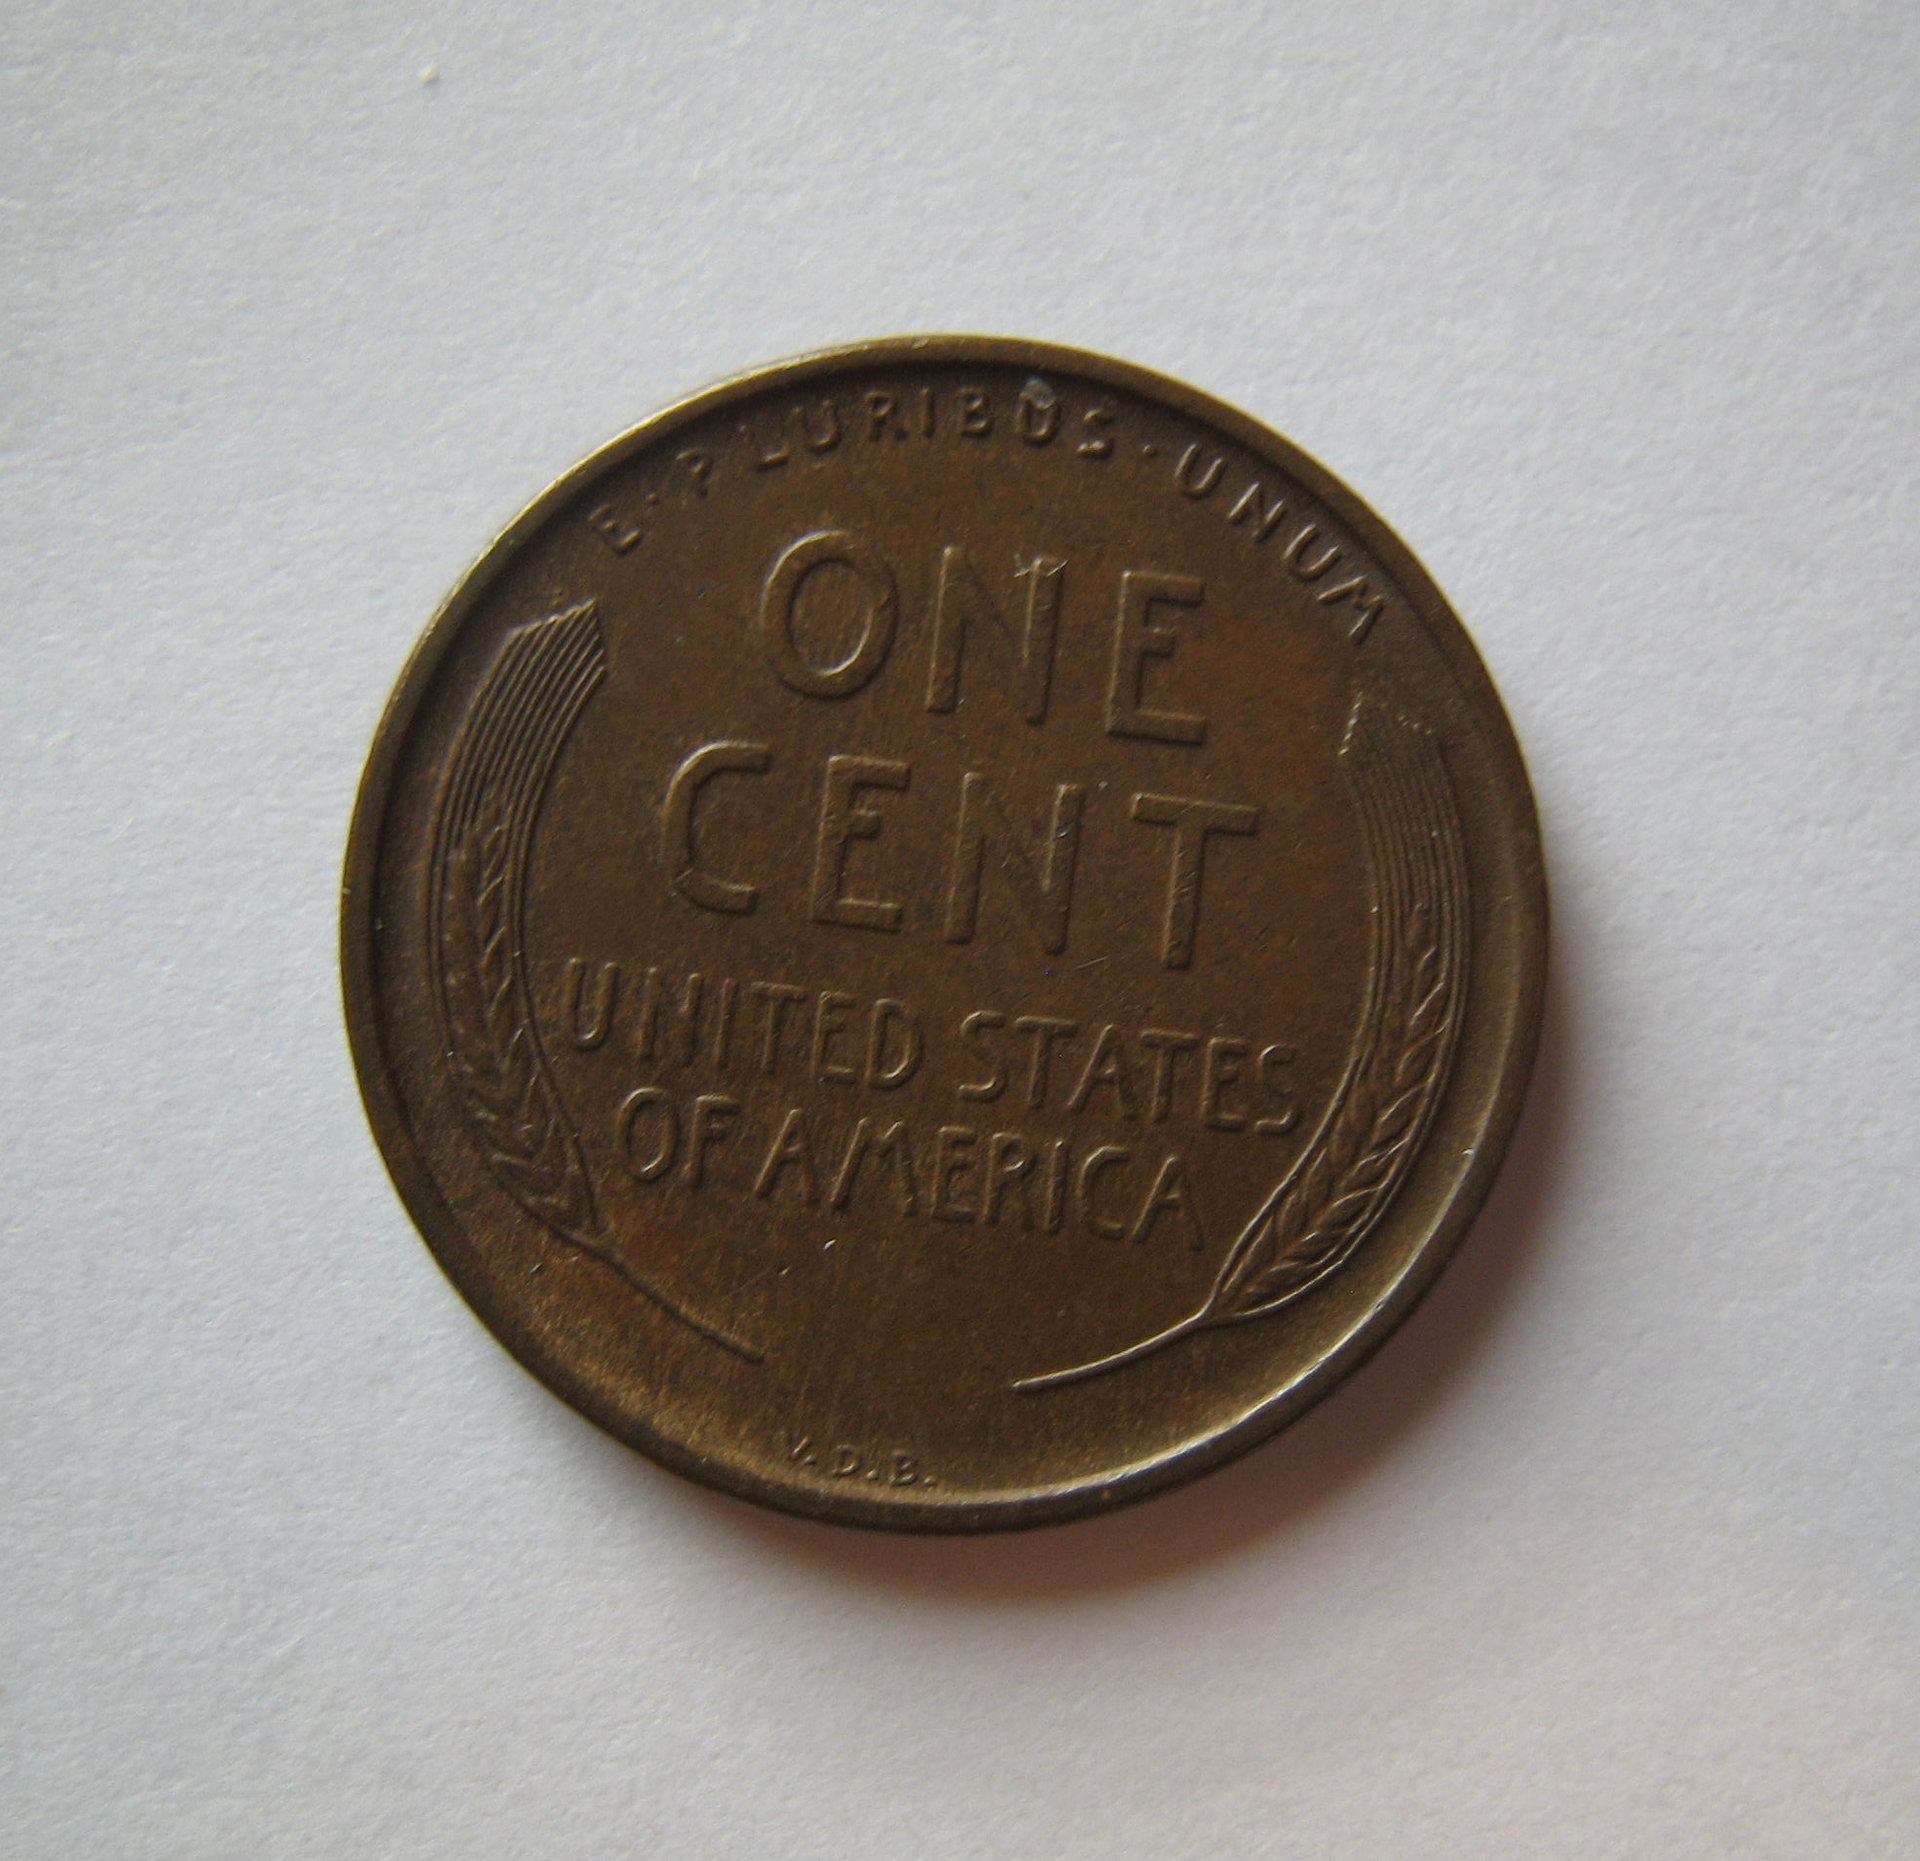 E·PLURIBUS·UNUM
ONE
CENT
UNITED STATES
OF AMERICA
V.D.B.